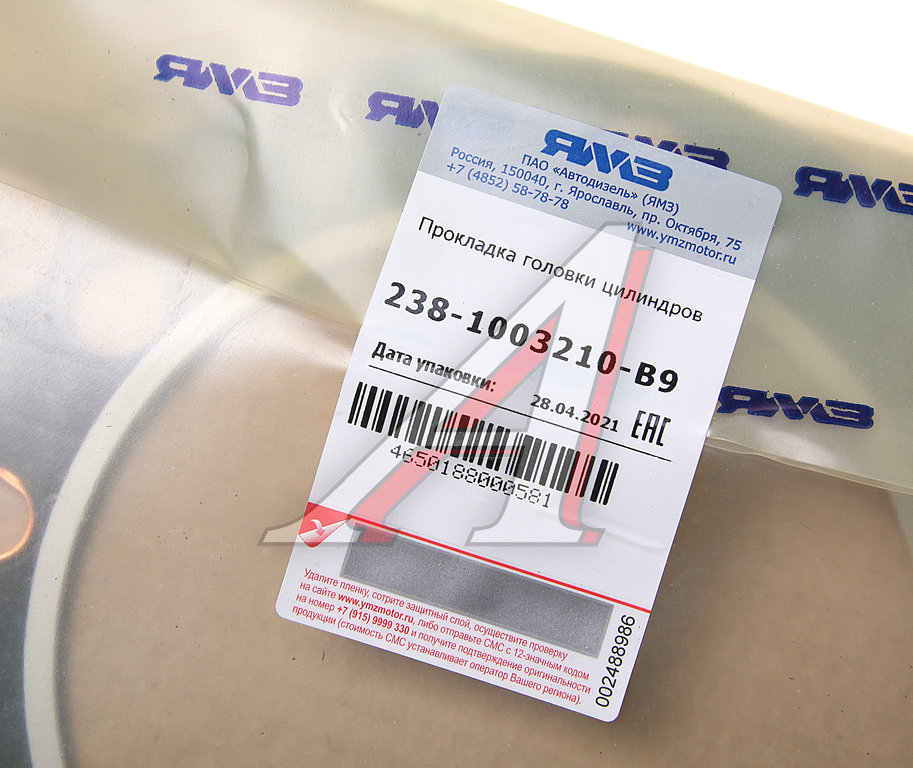 ЯМЗ
ЯМЗ
ЯМЗ
ЯМЗ
ЯМЗ
ПАО «Автодизель» (ЯМЗ)
Россия, 150040, г. Ярославль, пр. Октября, 75
+7 (4852) 58-78-78
www.ymzmotor.ru
Прокладка головки цилиндров
238-1003210-В9
Дата упаковки:
28.04.2021
EAC
4650188000581
Удалите пленку, сотрите защитный слой, осуществите проверку
на сайте www.ymzmotor.ru, либо отправьте СМС с 12-значным кодом
на номер +7 (915) 9999 330 и получите подтверждение оригинальности
продукции (стоимость СМС устанавливает оператор Вашего региона).
002488986